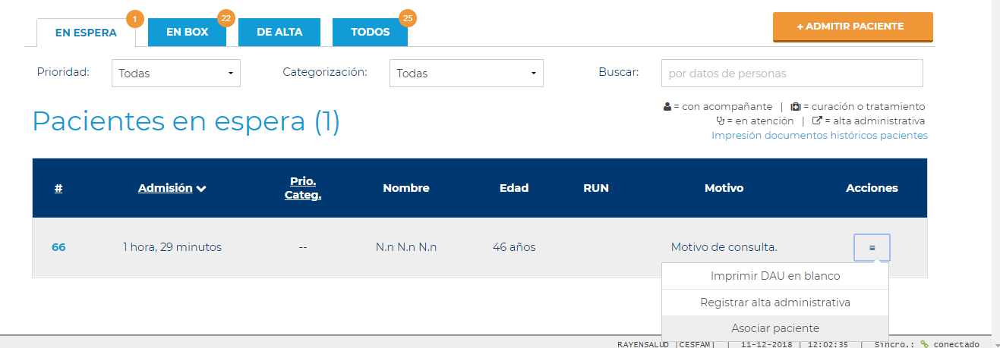 EN ESPERA 1 EN BOX 22 DE ALTA TODOS 25 + ADMITIR PACIENTE
Prioridad: Todas Categorización: Todas Buscar: por datos de personas
Pacientes en espera (1)
= con acompañante | = curación o tratamiento
= en atención | = alta administrativa
Impresión documentos históricos pacientes
# Admisión Prio. Categ. Nombre Edad RUN Motivo Acciones
66 1 hora, 29 minutos -- N.n N.n N.n 46 años Motivo de consulta. ≡
Imprimir DAU en blanco
Registrar alta administrativa
Asociar paciente
RAYENSALUD |CESFAM| | 11-12-2018 | 12:02:35 | Sincro.: conectado